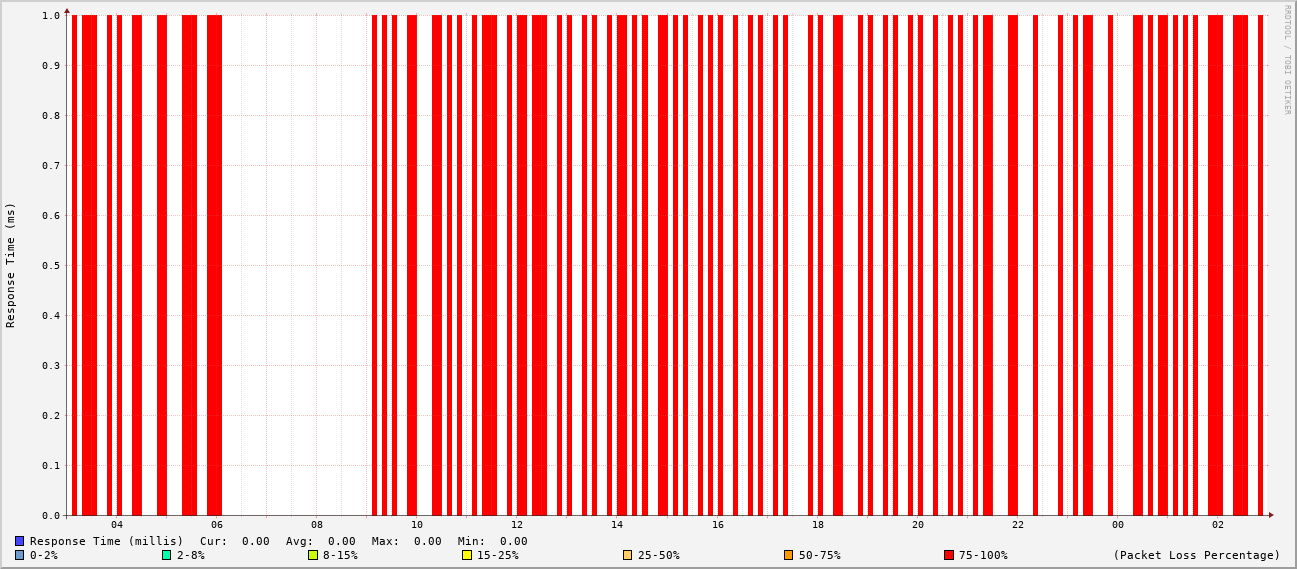 RRDTOOL / TOBI OETIKER
Response Time (ms)
1.0
0.9
0.8
0.7
0.6
0.5
0.4
0.3
0.2
0.1
0.0
04 06 08 10 12 14 16 18 20 22 00 02
Response Time (millis) Cur: 0.00 Avg: 0.00 Max: 0.00 Min: 0.00
0-2% 2-8% 8-15% 15-25% 25-50% 50-75% 75-100% (Packet Loss Percentage)